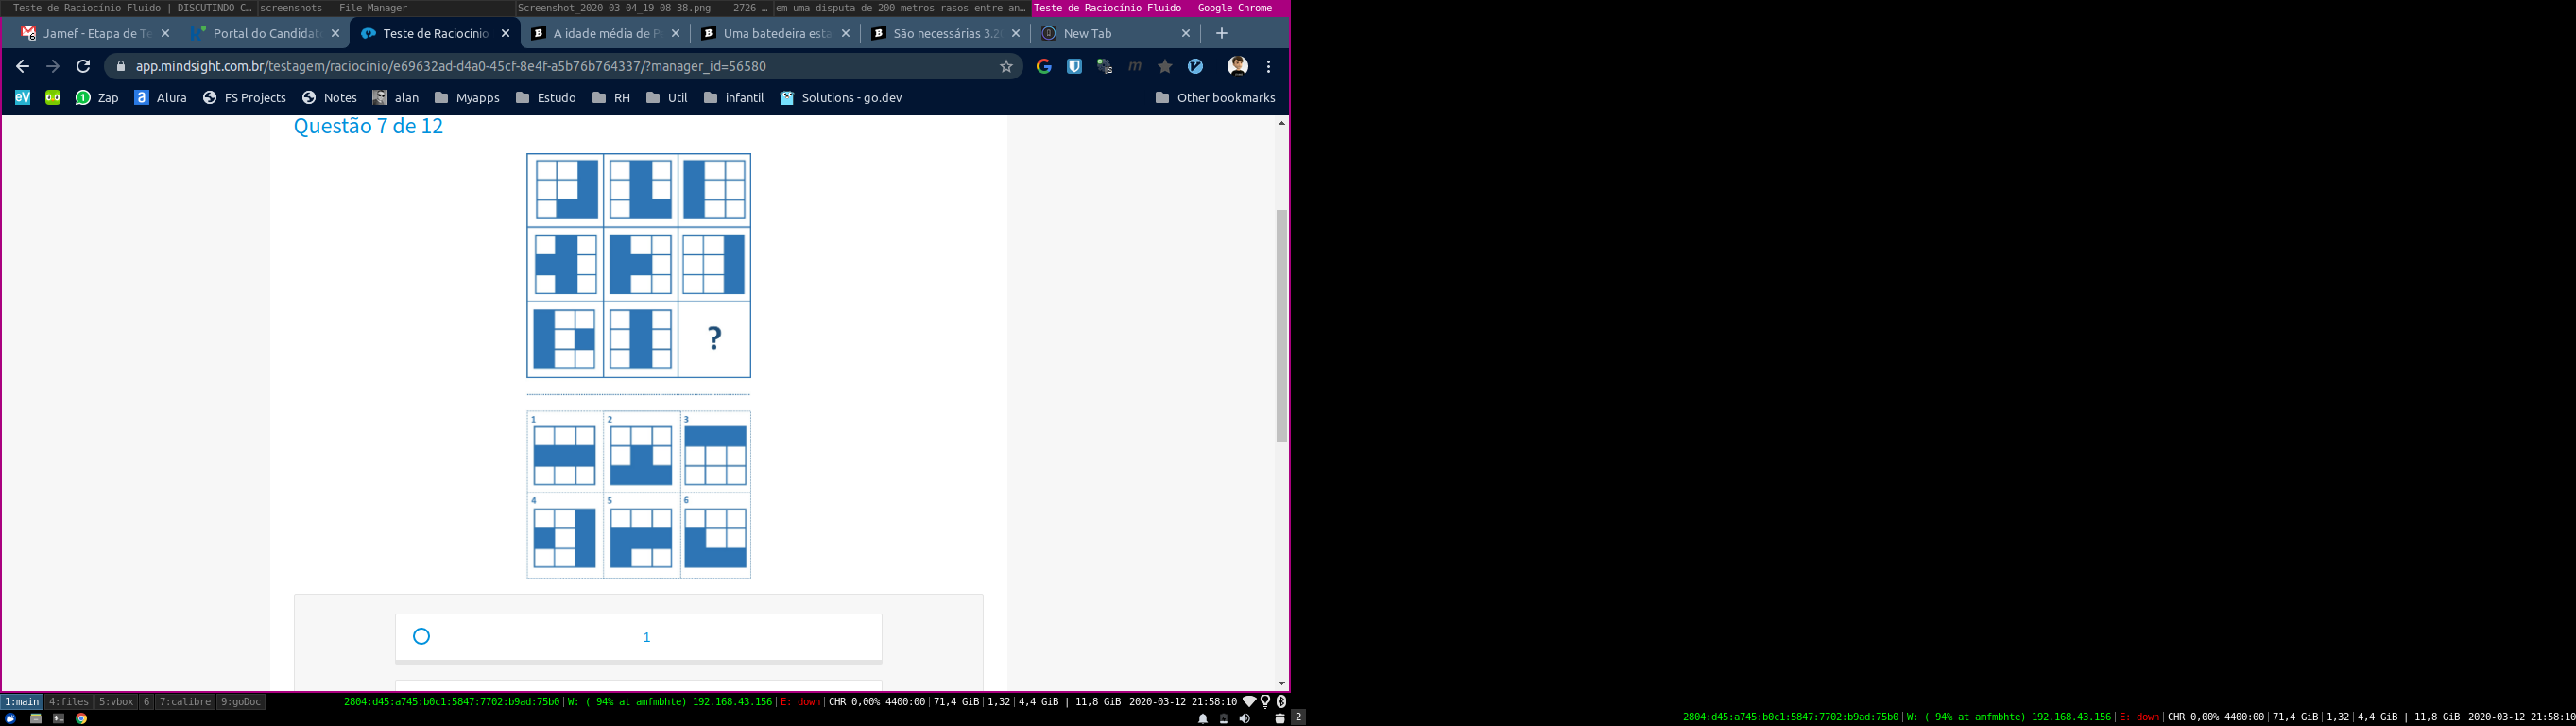 — Teste de Raciocínio Fluido | DISCUTINDO C… screenshots - File Manager Screenshot_2020-03-04_19-08-38.png - 2726 … em uma disputa de 200 metros rasos entre an… Teste de Raciocínio Fluido - Google Chrome
Jamef - Etapa de Te Portal do Candidat Teste de Raciocínio A idade média de P Uma batedeira esta São necessárias 3.2 New Tab
app.mindsight.com.br/testagem/raciocinio/e69632ad-d4a0-45cf-8e4f-a5b76b764337/?manager_id=56580
Zap Alura FS Projects Notes alan Myapps Estudo RH Util infantil Solutions - go.dev Other bookmarks
Questão 7 de 12
?
1 2 3
4 5 6
1
1:main 4:files 5:vbox 6 7:calibre 9:goDoc 2804:d45:a745:b0c1:5847:7702:b9ad:75b0 | W: ( 94% at amfmbhte) 192.168.43.156 | E: down | CHR 0,00% 4400:00 | 71,4 GiB | 1,32 | 4,4 GiB | 11,8 GiB | 2020-03-12 21:58:10
2 2804:d45:a745:b0c1:5847:7702:b9ad:75b0 | W: ( 94% at amfmbhte) 192.168.43.156 | E: down | CHR 0,00% 4400:00 | 71,4 GiB | 1,32 | 4,4 GiB | 11,8 GiB | 2020-03-12 21:58:10